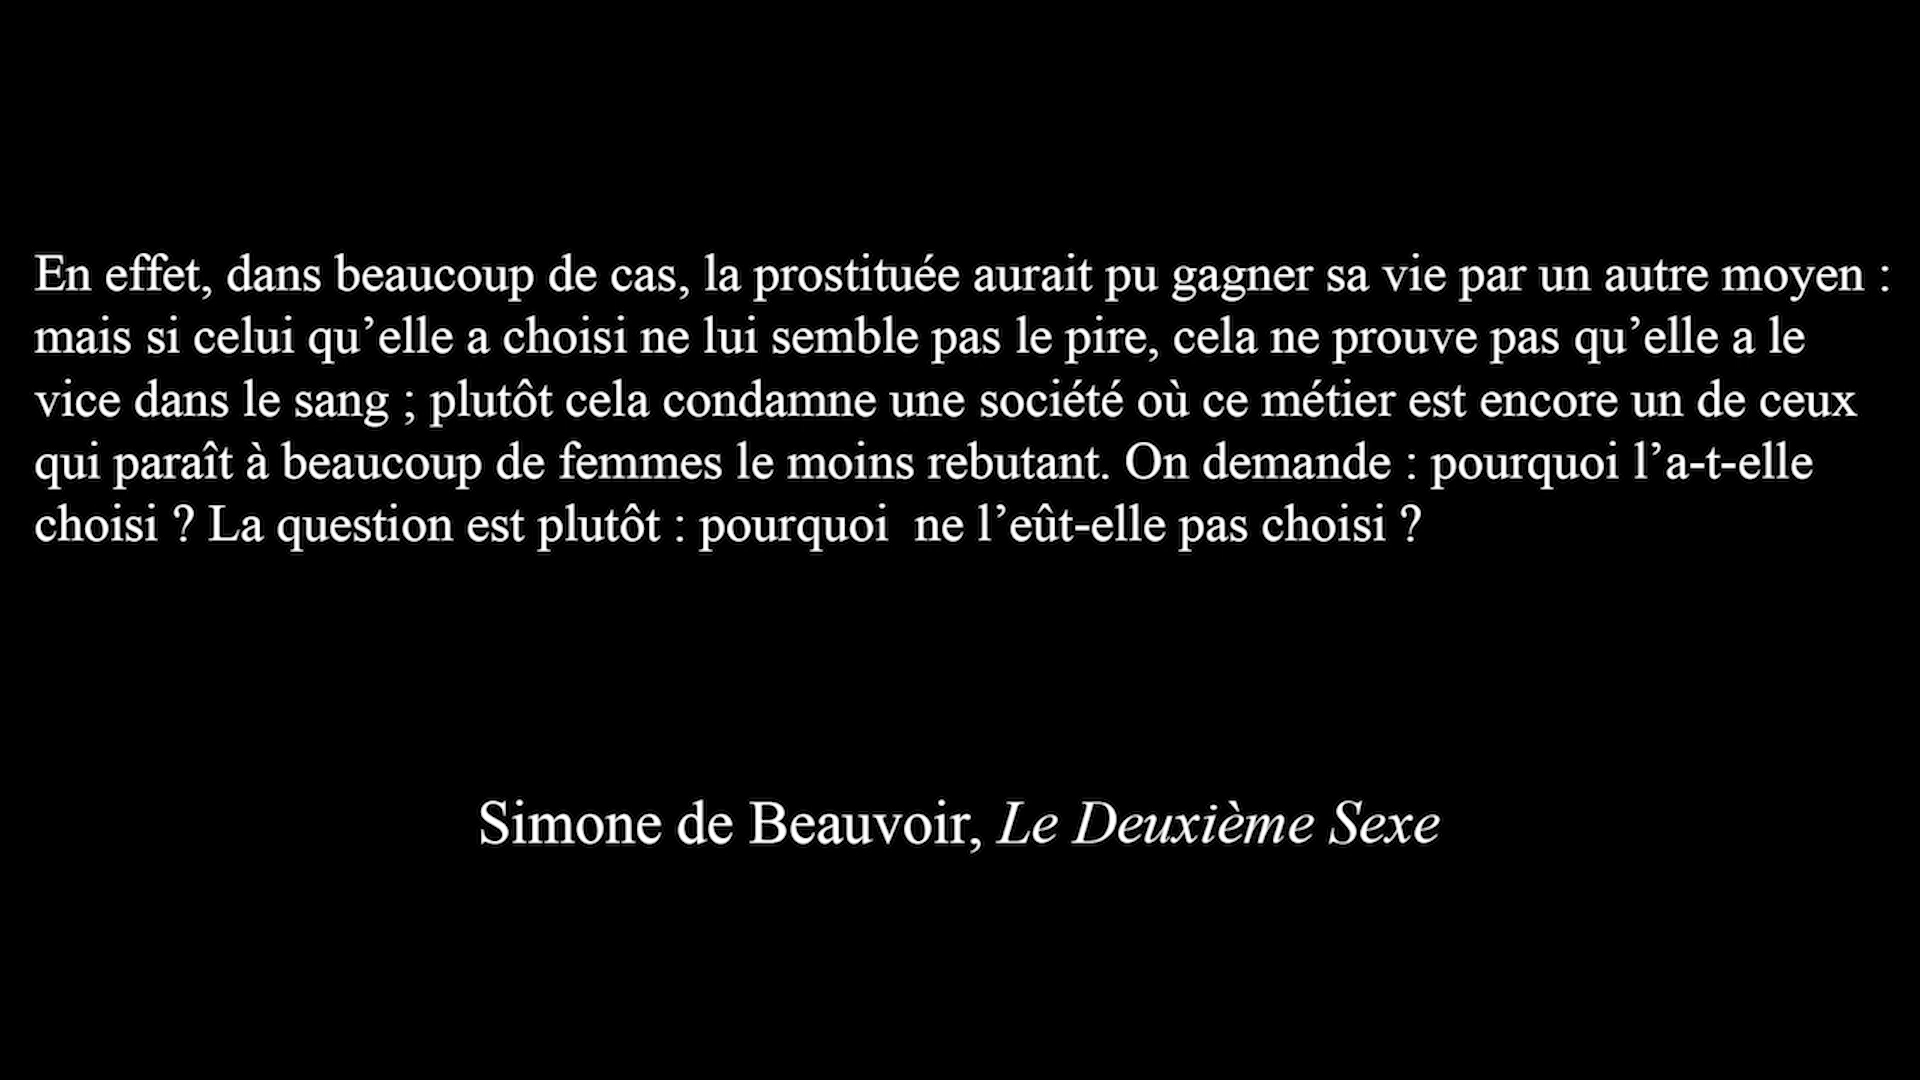 En effet, dans beaucoup de cas, la prostituée aurait pu gagner sa vie par un autre moyen :
mais si celui qu’elle a choisi ne lui semble pas le pire, cela ne prouve pas qu’elle a le
vice dans le sang ; plutôt cela condamne une société où ce métier est encore un de ceux
qui paraît à beaucoup de femmes le moins rebutant. On demande : pourquoi l’a-t-elle
choisi ? La question est plutôt : pourquoi  ne l’eût-elle pas choisi ?
Simone de Beauvoir, Le Deuxième Sexe